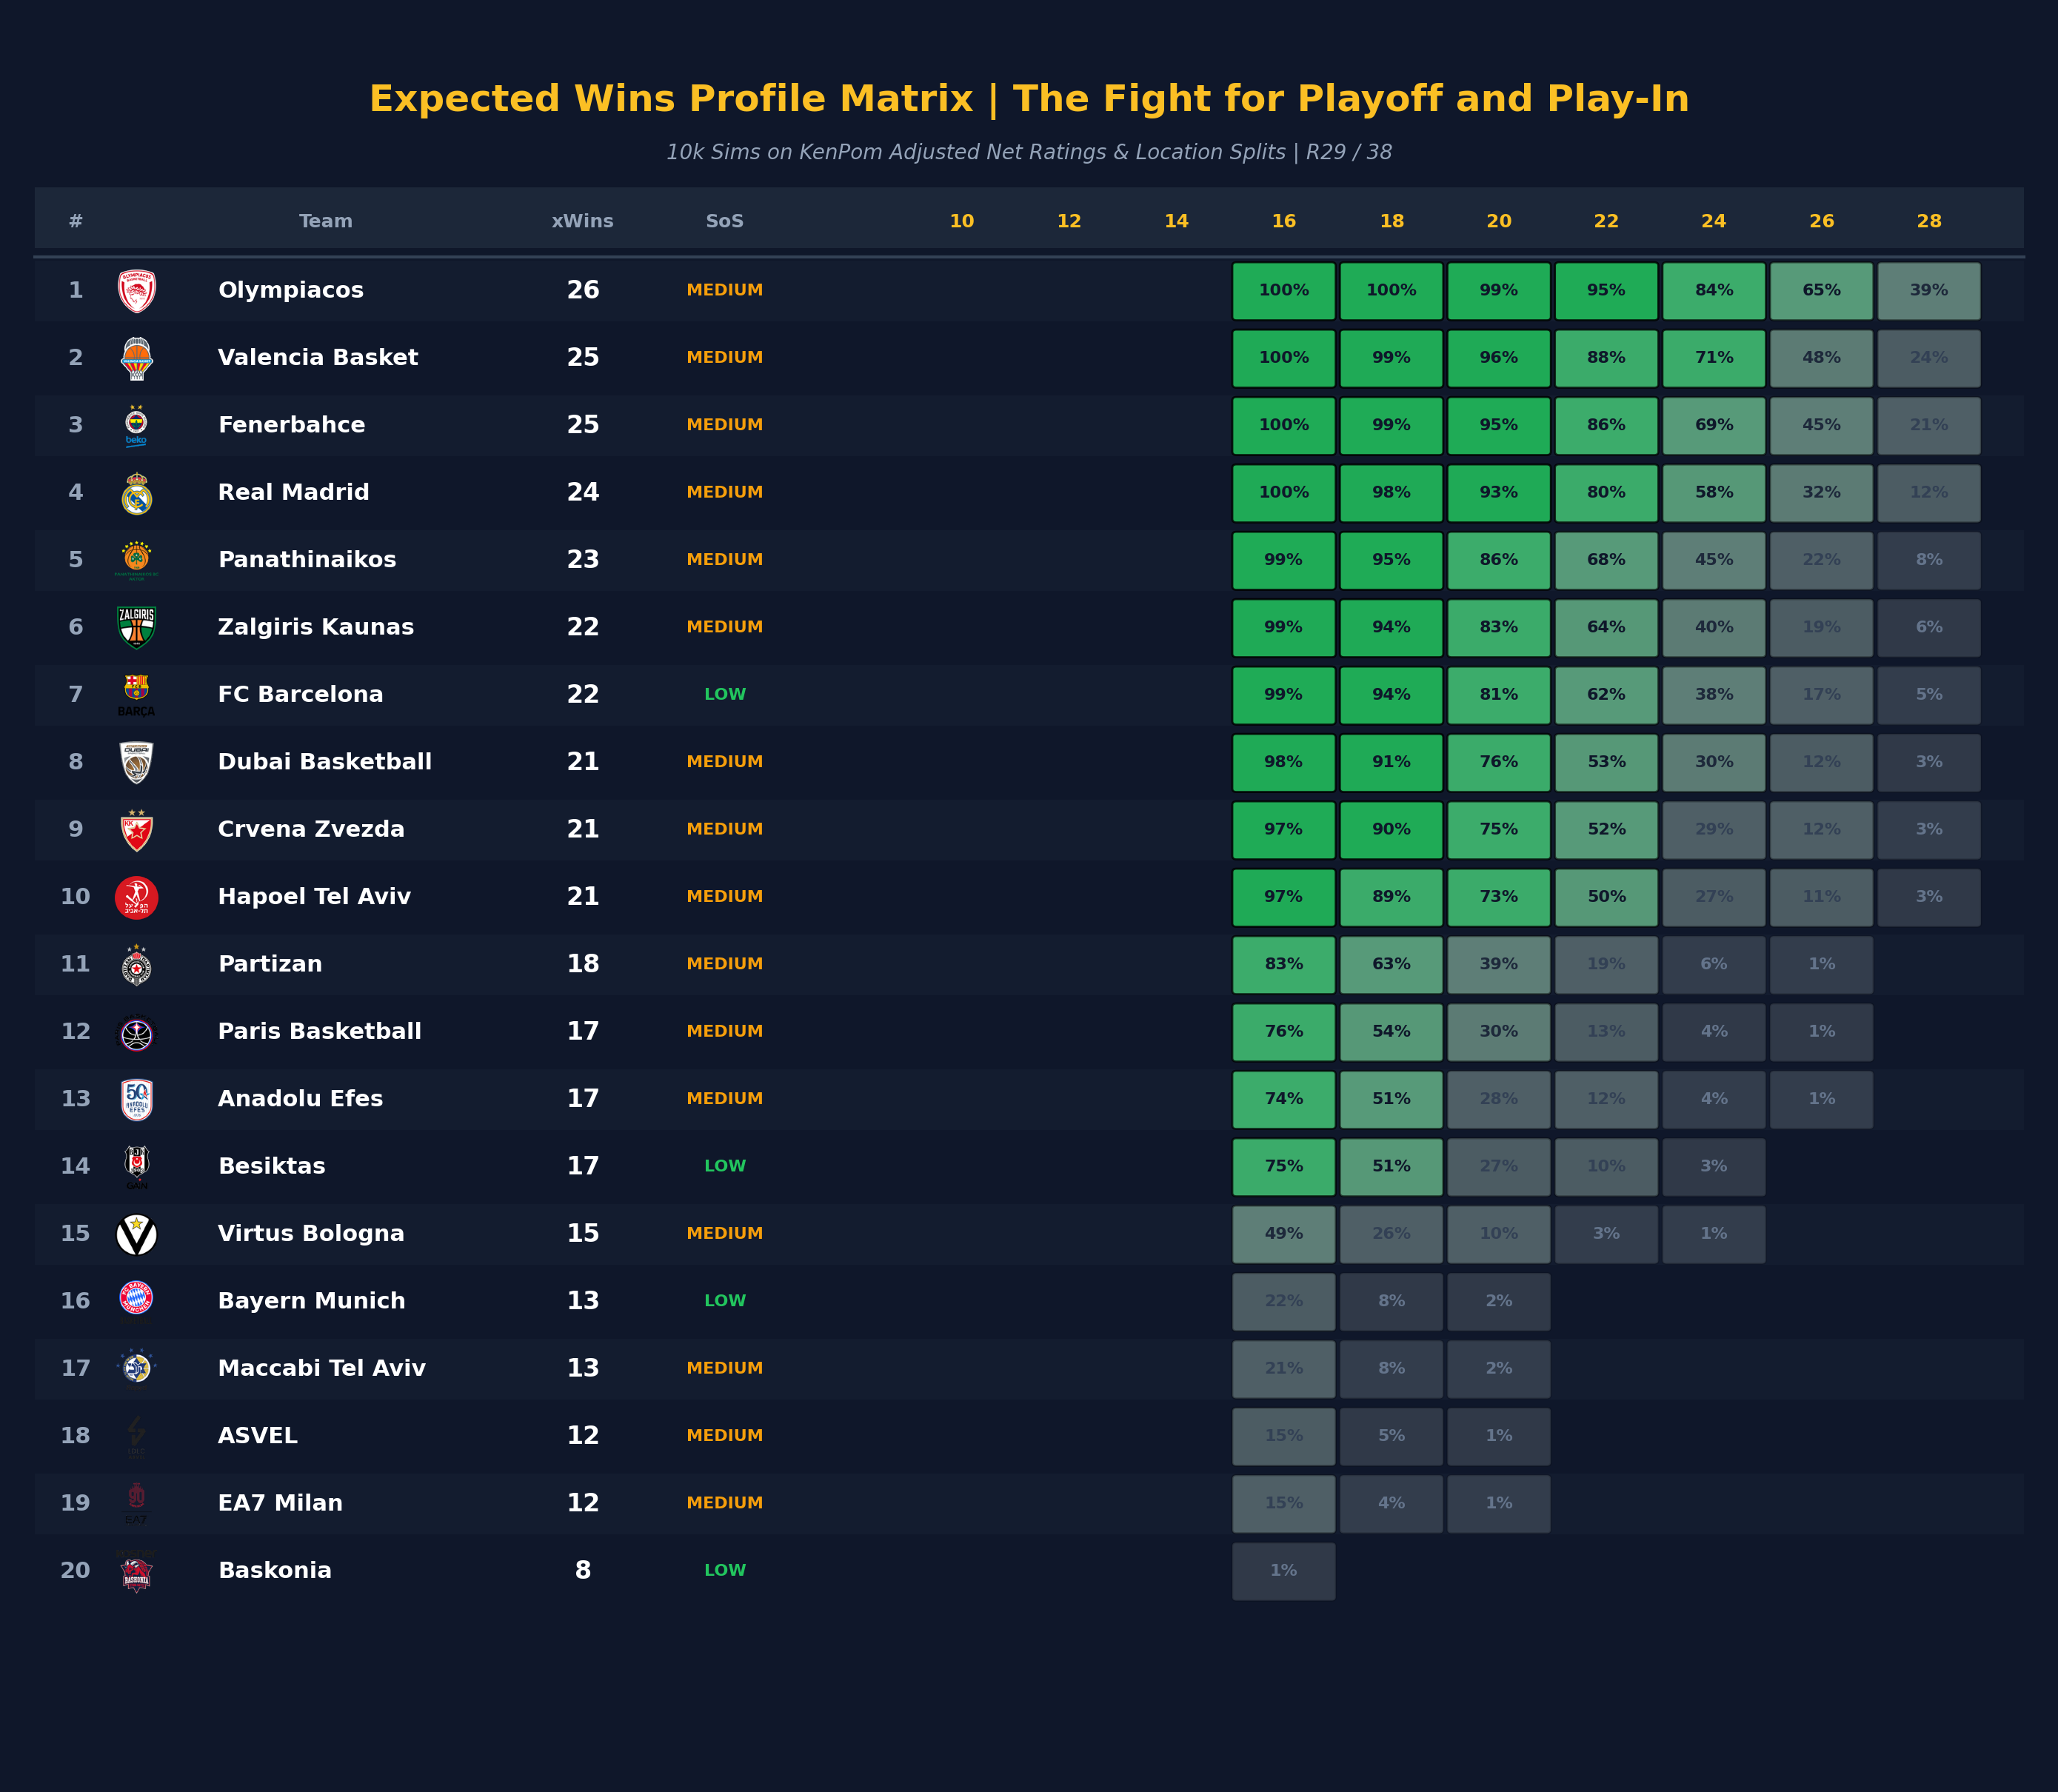 Expected Wins Profile Matrix | The Fight for Playoff and Play-In
10k Sims on KenPom Adjusted Net Ratings & Location Splits | R29 / 38
# Team xWins SoS 10 12 14 16 18 20 22 24 26 28
1 Olympiacos 26 MEDIUM 100% 100% 99% 95% 84% 65% 39%
2 Valencia Basket 25 MEDIUM 100% 99% 96% 88% 71% 48% 24%
3 beko Fenerbahce 25 MEDIUM 100% 99% 95% 86% 69% 45% 21%
4 Real Madrid 24 MEDIUM 100% 98% 93% 80% 58% 32% 12%
5 Panathinaikos 23 MEDIUM 99% 95% 86% 68% 45% 22% 8%
6 ZALGIRIS Zalgiris Kaunas 22 MEDIUM 99% 94% 83% 64% 40% 19% 6%
7 BARÇA FC Barcelona 22 LOW 99% 94% 81% 62% 38% 17% 5%
8 DUBAI Dubai Basketball 21 MEDIUM 98% 91% 76% 53% 30% 12% 3%
9 KK Crvena Zvezda 21 MEDIUM 97% 90% 75% 52% 29% 12% 3%
10 Hapoel Tel Aviv 21 MEDIUM 97% 89% 73% 50% 27% 11% 3%
11 Partizan 18 MEDIUM 83% 63% 39% 19% 6% 1%
12 Paris Basketball 17 MEDIUM 76% 54% 30% 13% 4% 1%
13 50 ANADOLU EFES Anadolu Efes 17 MEDIUM 74% 51% 28% 12% 4% 1%
14 Besiktas 17 LOW 75% 51% 27% 10% 3%
15 Virtus Bologna 15 MEDIUM 49% 26% 10% 3% 1%
16 Bayern Munich 13 LOW 22% 8% 2%
17 Maccabi Tel Aviv 13 MEDIUM 21% 8% 2%
18 ASVEL 12 MEDIUM 15% 5% 1%
19 EA7 EA7 Milan 12 MEDIUM 15% 4% 1%
20 BASKONIA Baskonia 8 LOW 1%